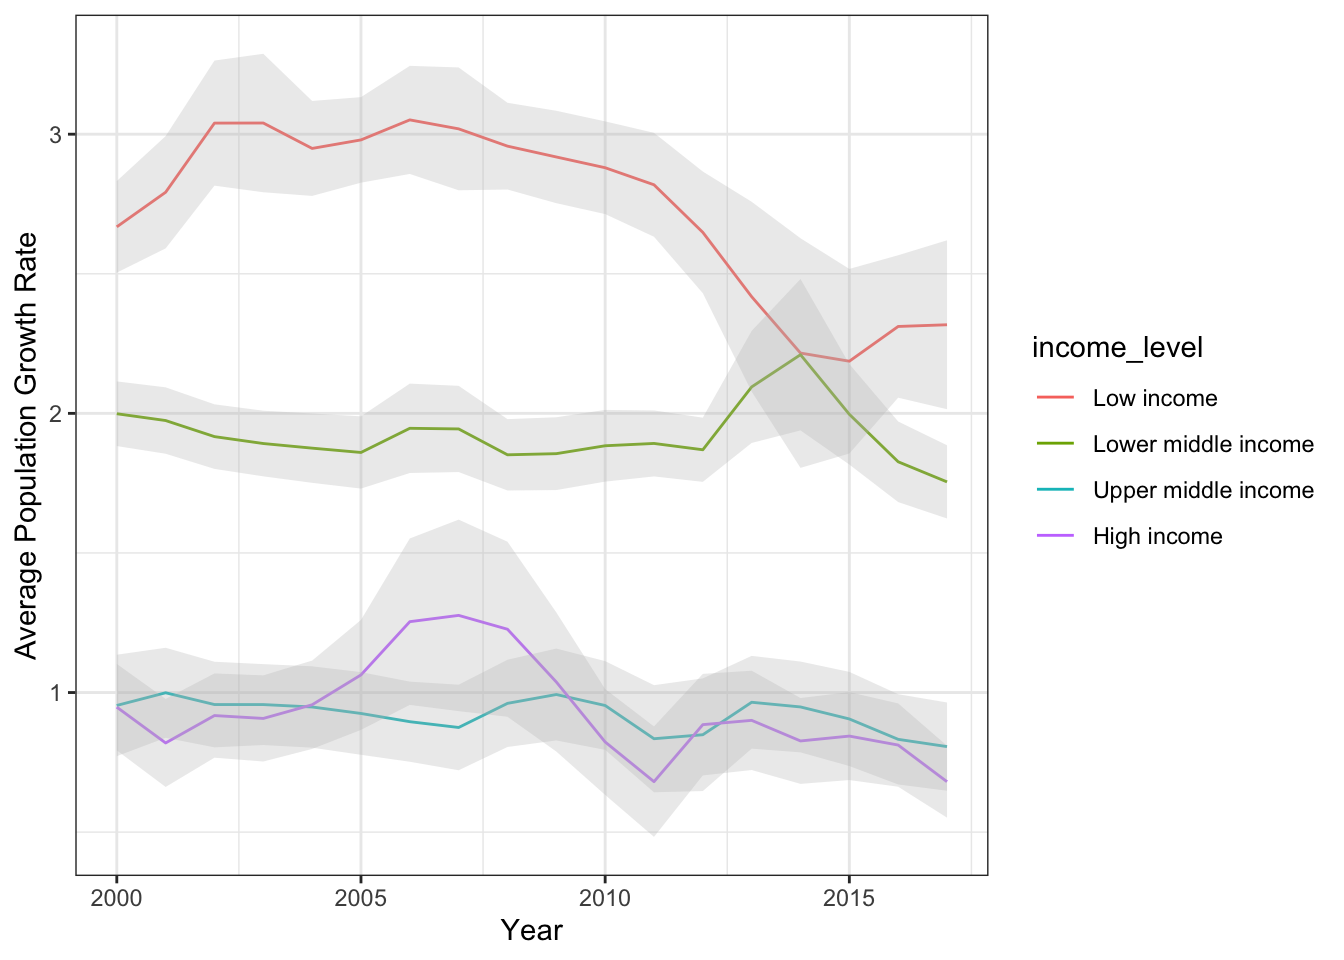 3
2
1
Average Population Growth Rate
2000
2005
2010
2015
Year
income_level
Low income
Lower middle income
Upper middle income
High income